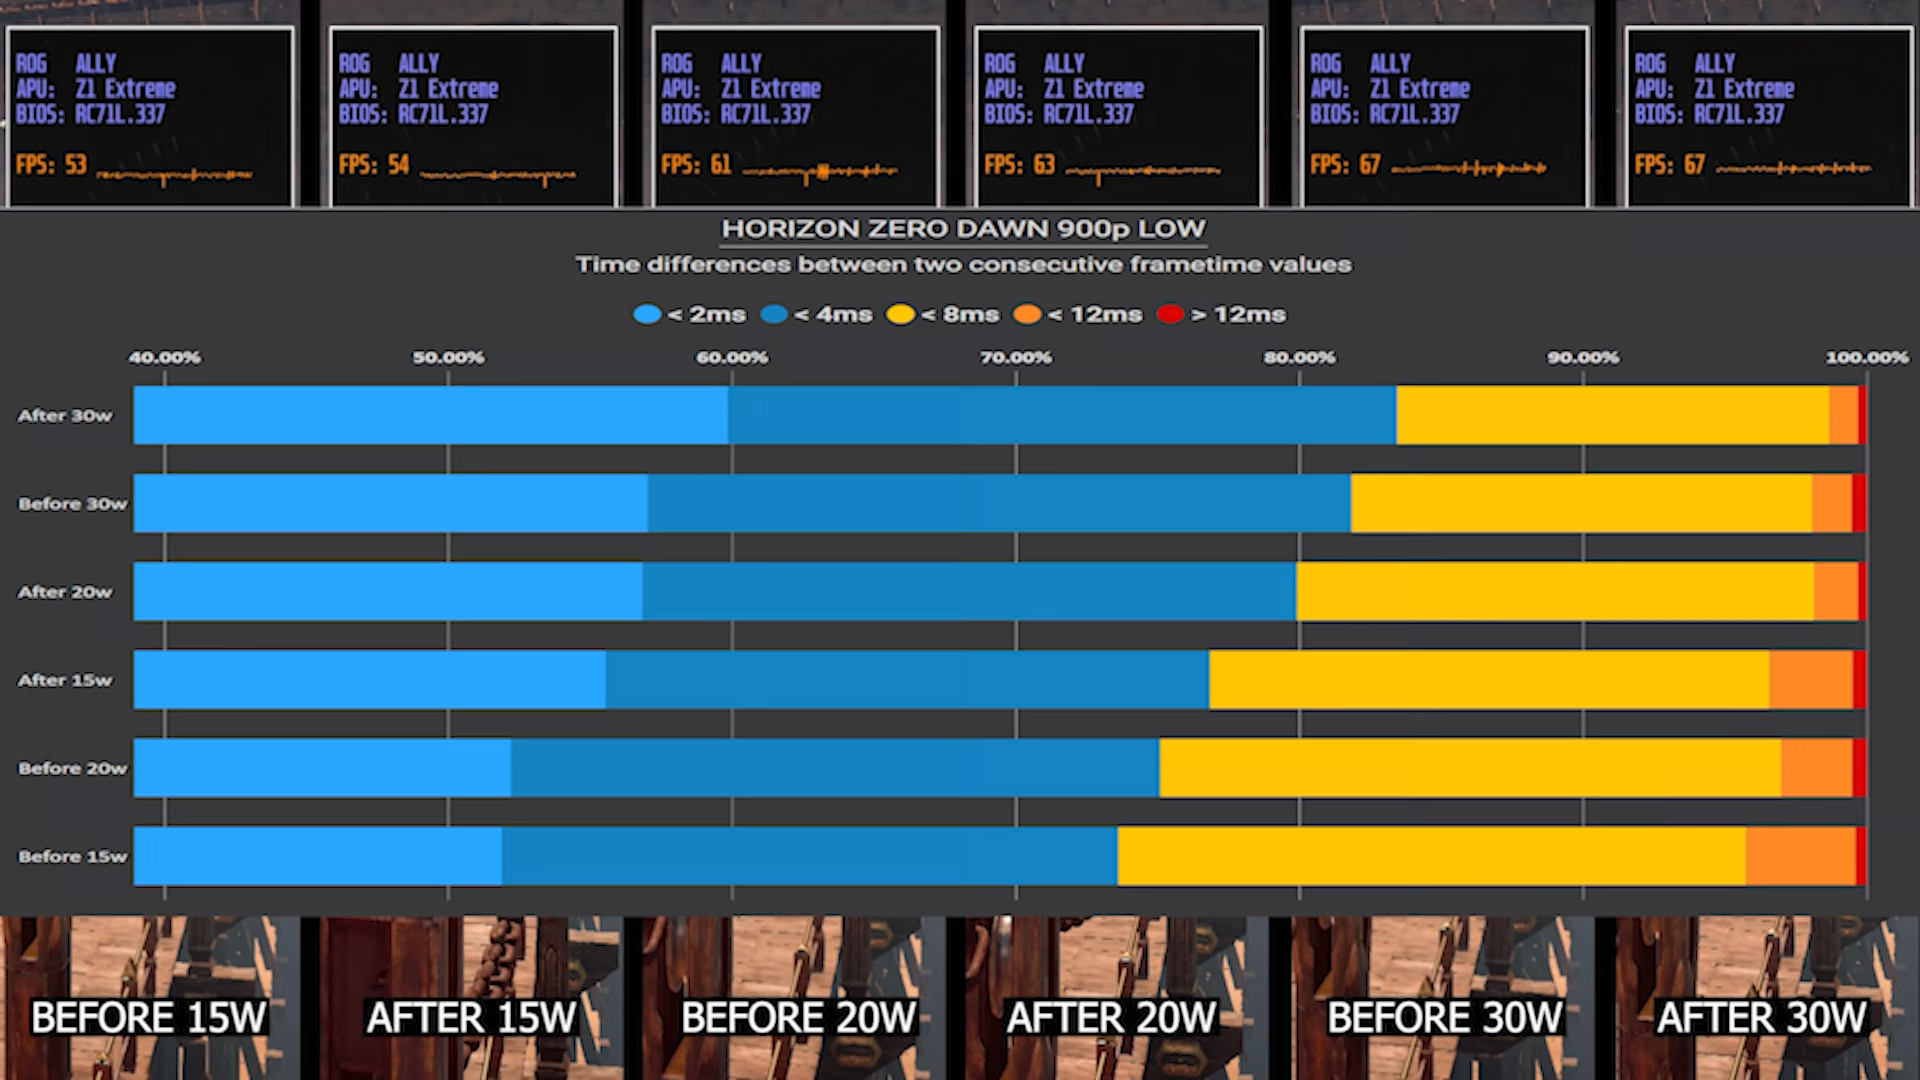 ROG ALLY
APU: Z1 Extreme
BIOS: RC71L.337
FPS: 53
ROG ALLY
APU: Z1 Extreme
BIOS: RC71L.337
FPS: 54
ROG ALLY
APU: Z1 Extreme
BIOS: RC71L.337
FPS: 61
ROG ALLY
APU: Z1 Extreme
BIOS: RC71L.337
FPS: 63
ROG ALLY
APU: Z1 Extreme
BIOS: RC71L.337
FPS: 67
ROG ALLY
APU: Z1 Extreme
BIOS: RC71L.337
FPS: 67
HORIZON ZERO DAWN 900p LOW
Time differences between two consecutive frametime values
< 2ms < 4ms < 8ms < 12ms > 12ms
40.00% 50.00% 60.00% 70.00% 80.00% 90.00% 100.00%
After 30w
Before 30w
After 20w
After 15w
Before 20w
Before 15w
BEFORE 15W
AFTER 15W
BEFORE 20W
AFTER 20W
BEFORE 30W
AFTER 30W